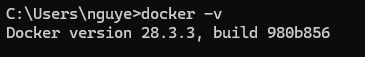 C:\Users\nguye>docker -v
Docker version 28.3.3, build 980b856